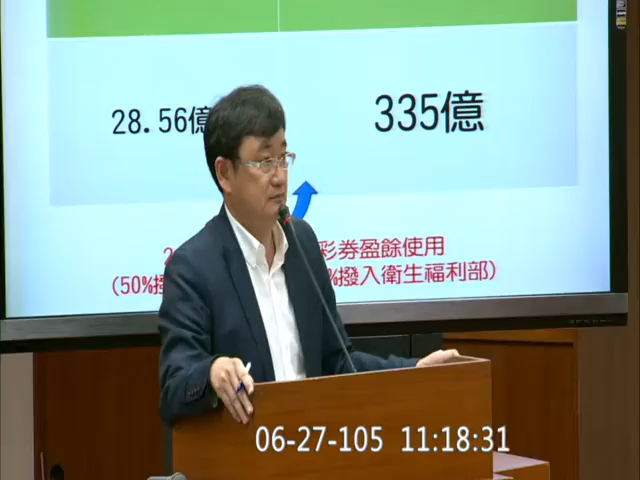 28.56億
335億
2
彩券盈餘使用
(50%撥
%撥入衛生福利部)
06-27-105 11:18:31